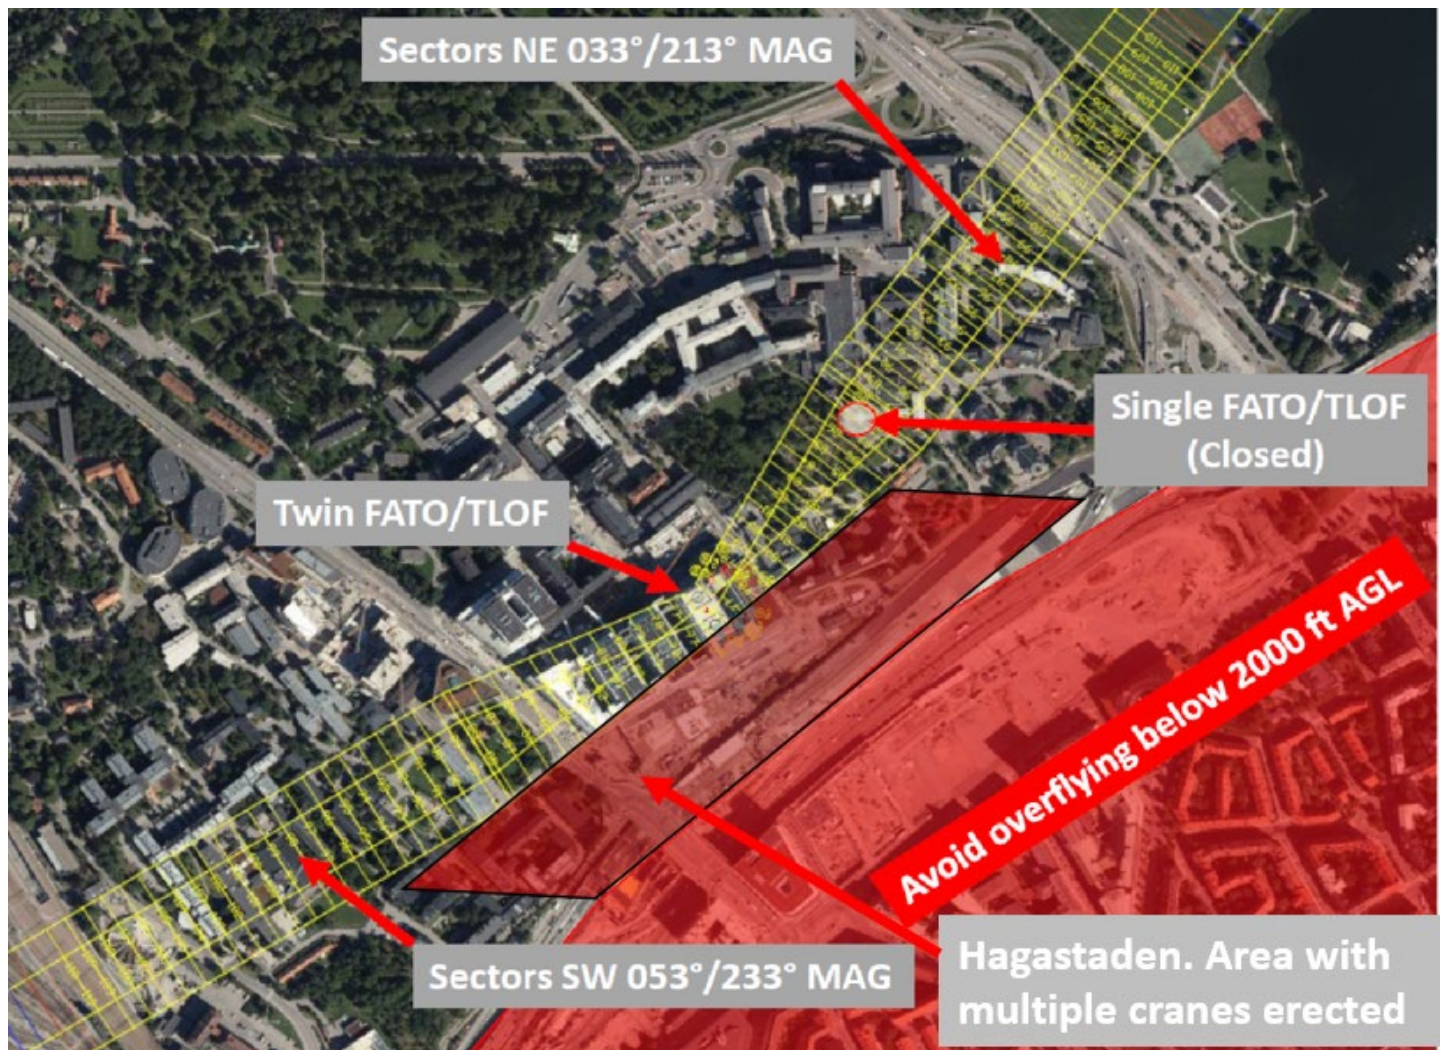 Sectors NE 033°/213° MAG
Single FATO/TLOF
(Closed)
Twin FATO/TLOF
Avoid overflying below 2000 ft AGL
Sectors SW 053°/233° MAG
Hagastaden. Area with
multiple cranes erected